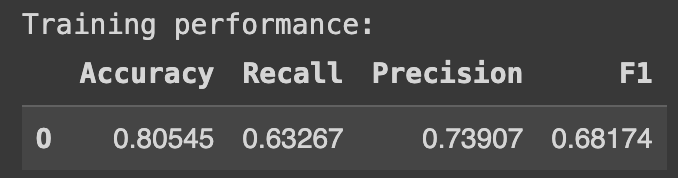 Training performance:
Accuracy Recall Precision F1
0 0.80545 0.63267 0.73907 0.68174